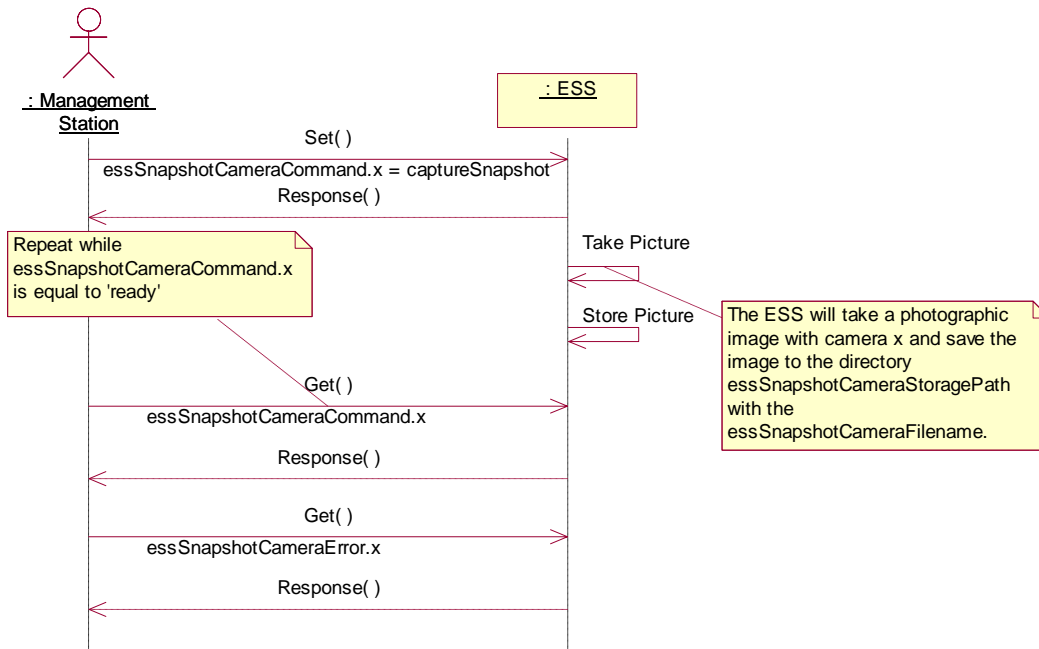 : Management
Station
: ESS
Set( )
essSnapshotCameraCommand.x = captureSnapshot
Response( )
Repeat while
essSnapshotCameraCommand.x
is equal to 'ready'
Take Picture
Store Picture
The ESS will take a photographic
image with camera x and save the
image to the directory
essSnapshotCameraStoragePath
with the
essSnapshotCameraFilename.
Get( )
essSnapshotCameraCommand.x
Response( )
Get( )
essSnapshotCameraError.x
Response( )